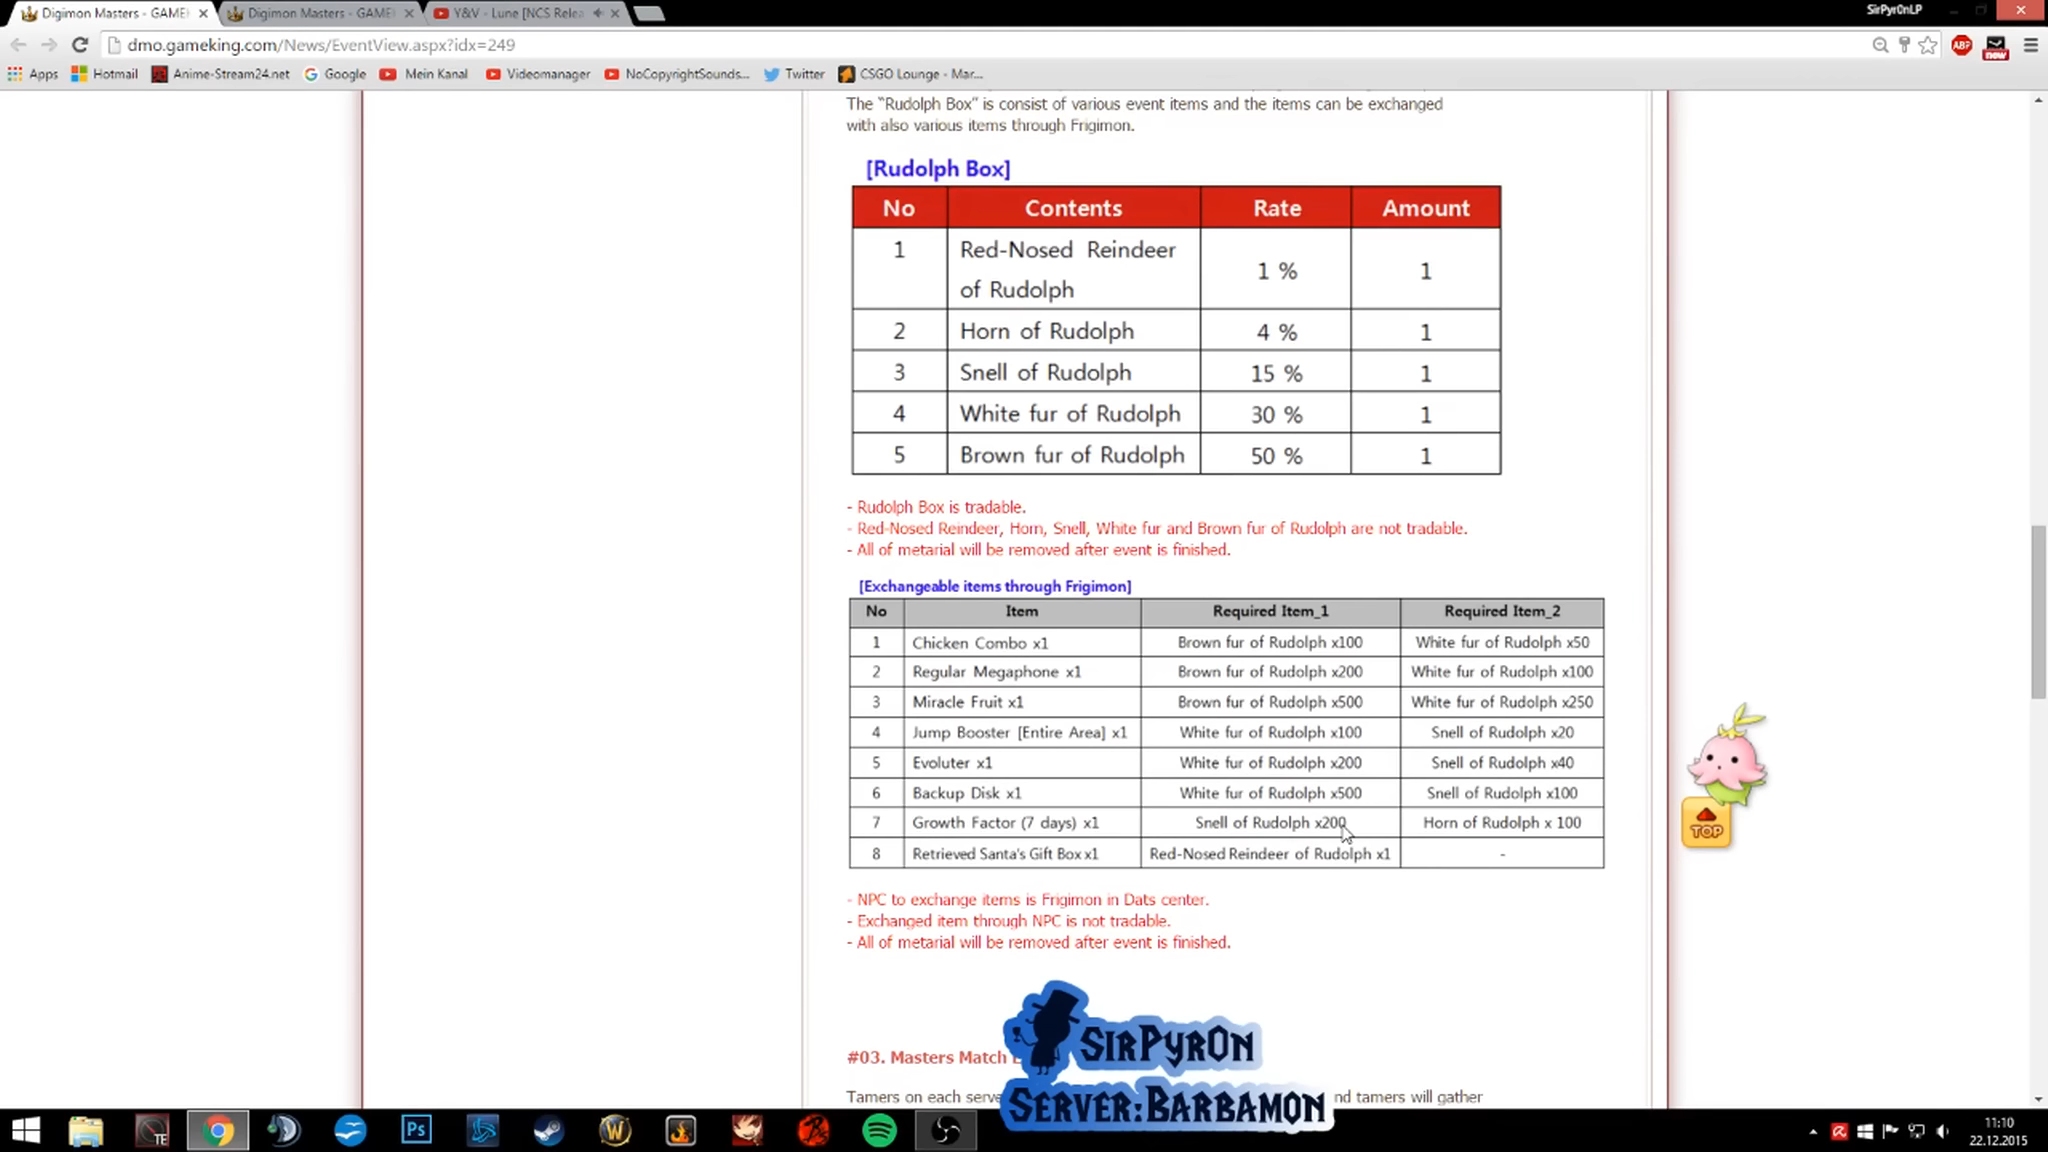 Digimon Masters - GAMEK
Digimon Masters - GAMEK
Y&V - Lune [NCS Relea
SirPyr0nLP
dmo.gameking.com/News/EventView.aspx?idx=249
ABP
new
Apps Hotmail Anime-Stream24.net Google Mein Kanal Videomanager NoCopyrightSounds... Twitter CSGO Lounge - Mar...
The "Rudolph Box" is consist of various event items and the items can be exchanged
with also various items through Frigimon.
[Rudolph Box]
No Contents Rate Amount
1 Red-Nosed Reindeer
of Rudolph 1 % 1
2 Horn of Rudolph 4 % 1
3 Snell of Rudolph 15 % 1
4 White fur of Rudolph 30 % 1
5 Brown fur of Rudolph 50 % 1
- Rudolph Box is tradable.
- Red-Nosed Reindeer, Horn, Snell, White fur and Brown fur of Rudolph are not tradable.
- All of metarial will be removed after event is finished.
[Exchangeable items through Frigimon]
No Item Required Item_1 Required Item_2
1 Chicken Combo x1 Brown fur of Rudolph x100 White fur of Rudolph x50
2 Regular Megaphone x1 Brown fur of Rudolph x200 White fur of Rudolph x100
3 Miracle Fruit x1 Brown fur of Rudolph x500 White fur of Rudolph x250
4 Jump Booster [Entire Area] x1 White fur of Rudolph x100 Snell of Rudolph x20
5 Evoluter x1 White fur of Rudolph x200 Snell of Rudolph x40
6 Backup Disk x1 White fur of Rudolph x500 Snell of Rudolph x100
7 Growth Factor (7 days) x1 Snell of Rudolph x200 Horn of Rudolph x 100
8 Retrieved Santa's Gift Box x1 Red-Nosed Reindeer of Rudolph x1 -
TOP
- NPC to exchange items is Frigimon in Dats center.
- Exchanged item through NPC is not tradable.
- All of metarial will be removed after event is finished.
#03. Masters Match
SirPyr0n
Tamers on each serve nd tamers will gather
Server:Barbamon
TE
Ps
11:10
22.12.2015